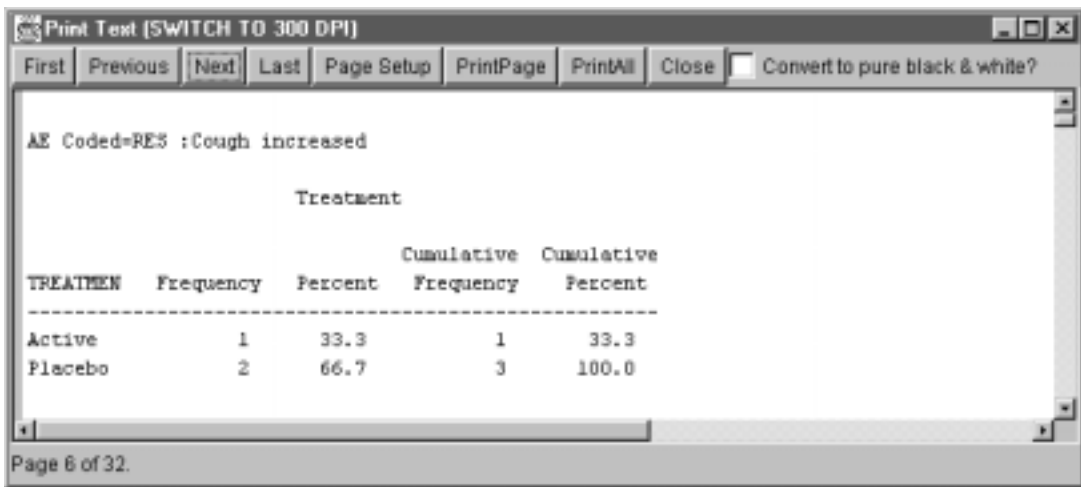 Print Text (SWITCH TO 300 DPI)
First Previous Next Last Page Setup PrintPage PrintAll Close Convert to pure black & white?
AE Coded=RES :Cough increased
Treatment
Cumulative Cumulative
TREATMEN Frequency Percent Frequency Percent
------------------------------------------------------
Active 1 33.3 1 33.3
Placebo 2 66.7 3 100.0
Page 6 of 32.